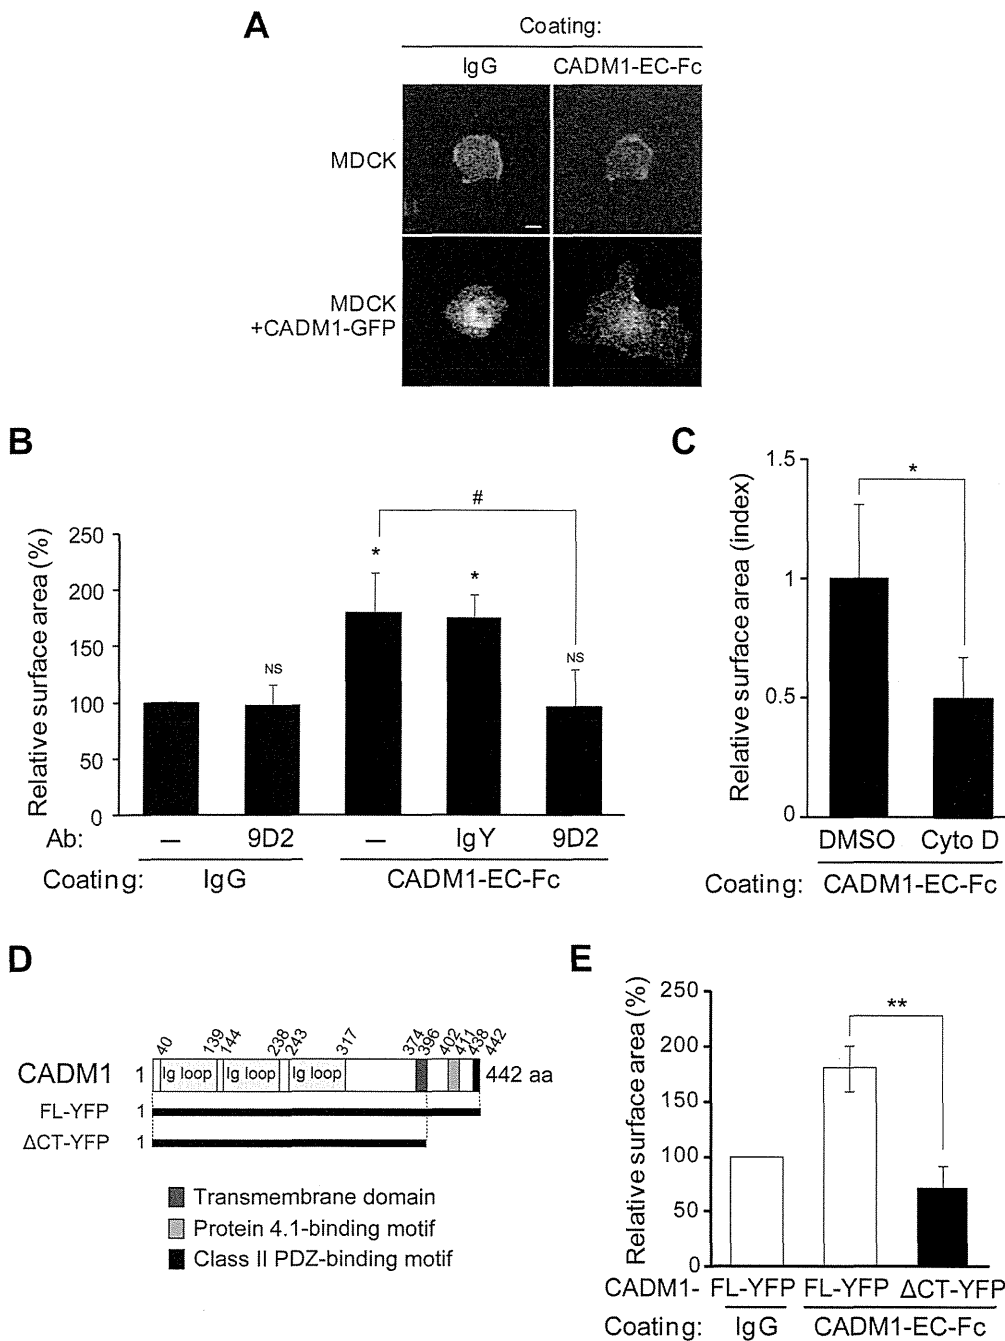 A
Coating:
IgG CADM1-EC-Fc
MDCK
MDCK
+CADM1-GFP
B
Relative surface area (%)
250
200
150
100
50
0
NS
*
*
#
NS
Ab: — 9D2 — IgY 9D2
Coating: IgG CADM1-EC-Fc
C
Relative surface area (index)
1.5
1
0.5
0
*
DMSO Cyto D
Coating: CADM1-EC-Fc
D
40 139 144 238 243 317 374 396 402 411 438 442
CADM1 1 Ig loop Ig loop Ig loop 442 aa
FL-YFP 1
ΔCT-YFP 1
Transmembrane domain
Protein 4.1-binding motif
Class II PDZ-binding motif
E
Relative surface area (%)
250
200
150
100
50
0
**
CADM1- FL-YFP FL-YFP ΔCT-YFP
Coating: IgG CADM1-EC-Fc